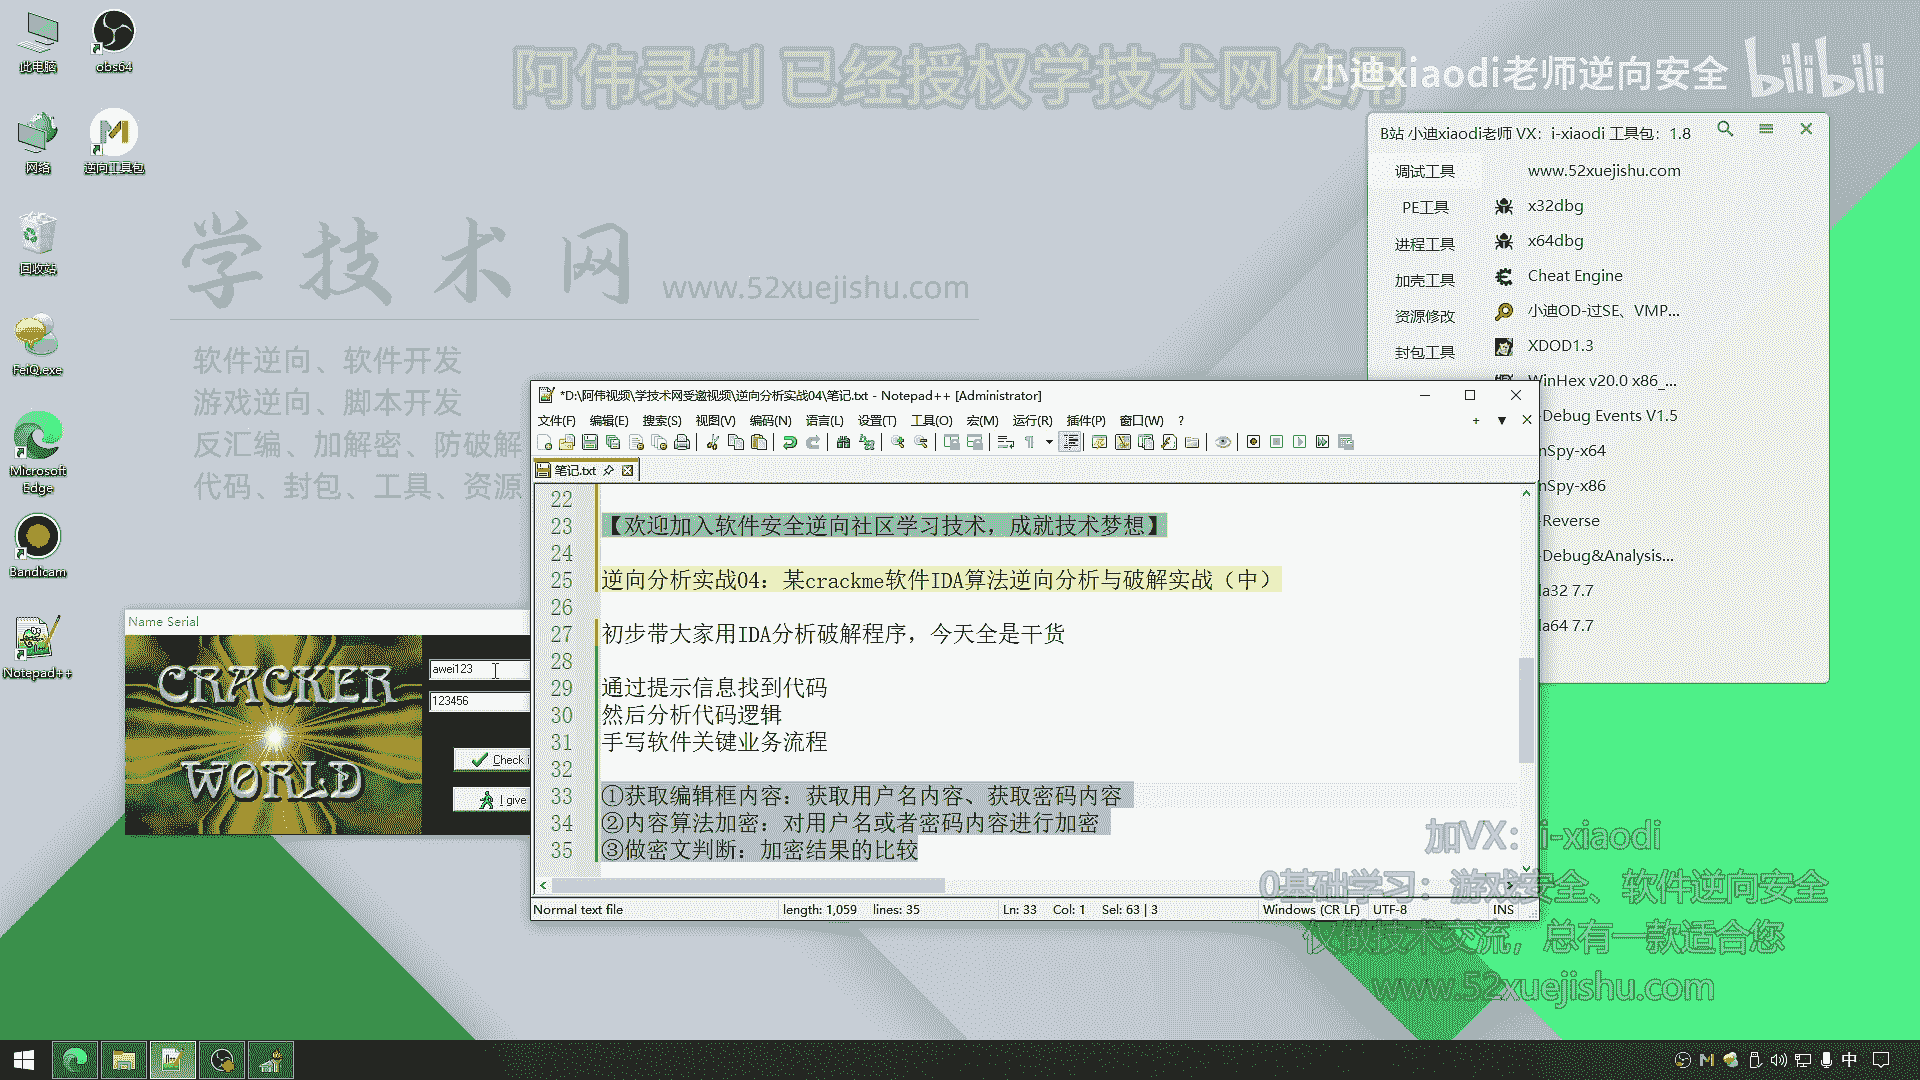 此电脑
obs64
网络
逆向工具包
回收站
FeiQ.exe
Microsoft
Edge
Bandicam
Notepad++
阿伟录制 已经授权学技术网使用
小迪xiaodi老师逆向安全
bilibili
学技术网
www.52xuejishu.com
软件逆向、软件开发
游戏逆向、脚本开发
反汇编、加解密、防破解
代码、封包、工具、资源
B站 小迪xiaodi老师 VX：i-xiaodi 工具包：1.8
调试工具
PE工具
进程工具
加壳工具
资源修改
封包工具
www.52xuejishu.com
x32dbg
x64dbg
Cheat Engine
小迪OD-过SE、VMP...
XDOD1.3
WinHex v20.0 x86_...
-Debug Events V1.5
nSpy-x64
nSpy-x86
-Reverse
-Debug&Analysis...
da32 7.7
da64 7.7
Name Serial
CRACKER
WORLD
awei123
123456
Check i
I give
*D:\阿伟视频\学技术网受邀视频\逆向分析实战04\笔记.txt - Notepad++ [Administrator]
文件(F) 编辑(E) 搜索(S) 视图(V) 编码(N) 语言(L) 设置(T) 工具(O) 宏(M) 运行(R) 插件(P) 窗口(W) ?
笔记.txt
22
23 【欢迎加入软件安全逆向社区学习技术，成就技术梦想】
24
25 逆向分析实战04：某crackme软件IDA算法逆向分析与破解实战（中）
26
27 初步带大家用IDA分析破解程序，今天全是干货
28
29 通过提示信息找到代码
30 然后分析代码逻辑
31 手写软件关键业务流程
32
33 ①获取编辑框内容：获取用户名内容、获取密码内容
34 ②内容算法加密：对用户名或者密码内容进行加密
35 ③做密文判断：加密结果的比较
Normal text file length: 1,059 lines: 35 Ln: 33 Col: 1 Sel: 63 | 3 Windows (CR LF) UTF-8 INS
加VX：i-xiaodi
0基础学习：游戏安全、软件逆向安全
仅做技术交流，总有一款适合您
www.52xuejishu.com
中